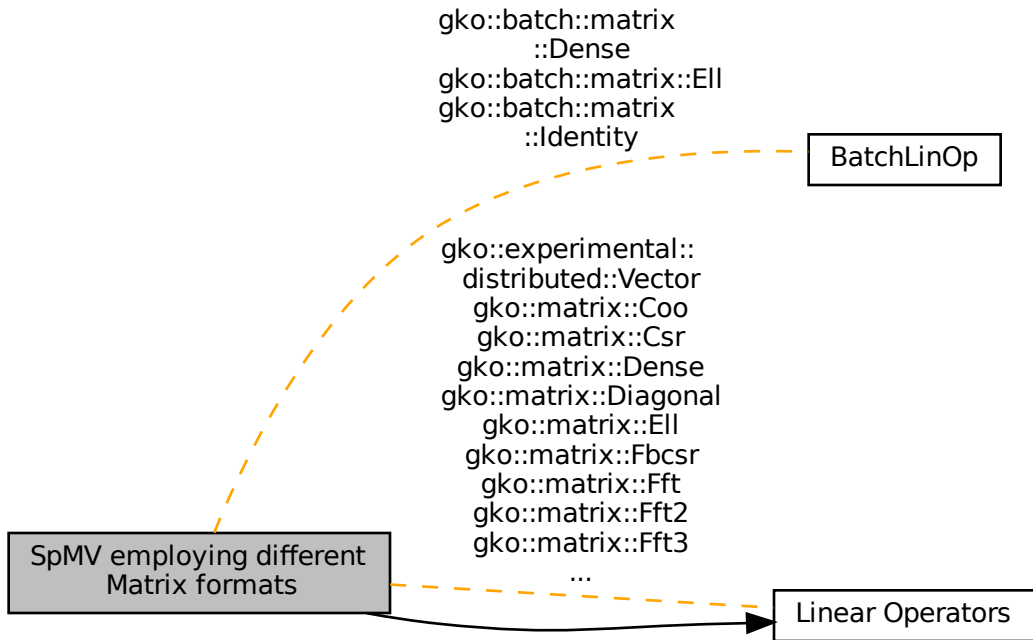 gko::batch::matrix
::Dense
gko::batch::matrix::Ell
gko::batch::matrix
::Identity
BatchLinOp
gko::experimental::
distributed::Vector
gko::matrix::Coo
gko::matrix::Csr
gko::matrix::Dense
gko::matrix::Diagonal
gko::matrix::Ell
gko::matrix::Fbcsr
gko::matrix::Fft
gko::matrix::Fft2
gko::matrix::Fft3
...
SpMV employing different
Matrix formats
Linear Operators